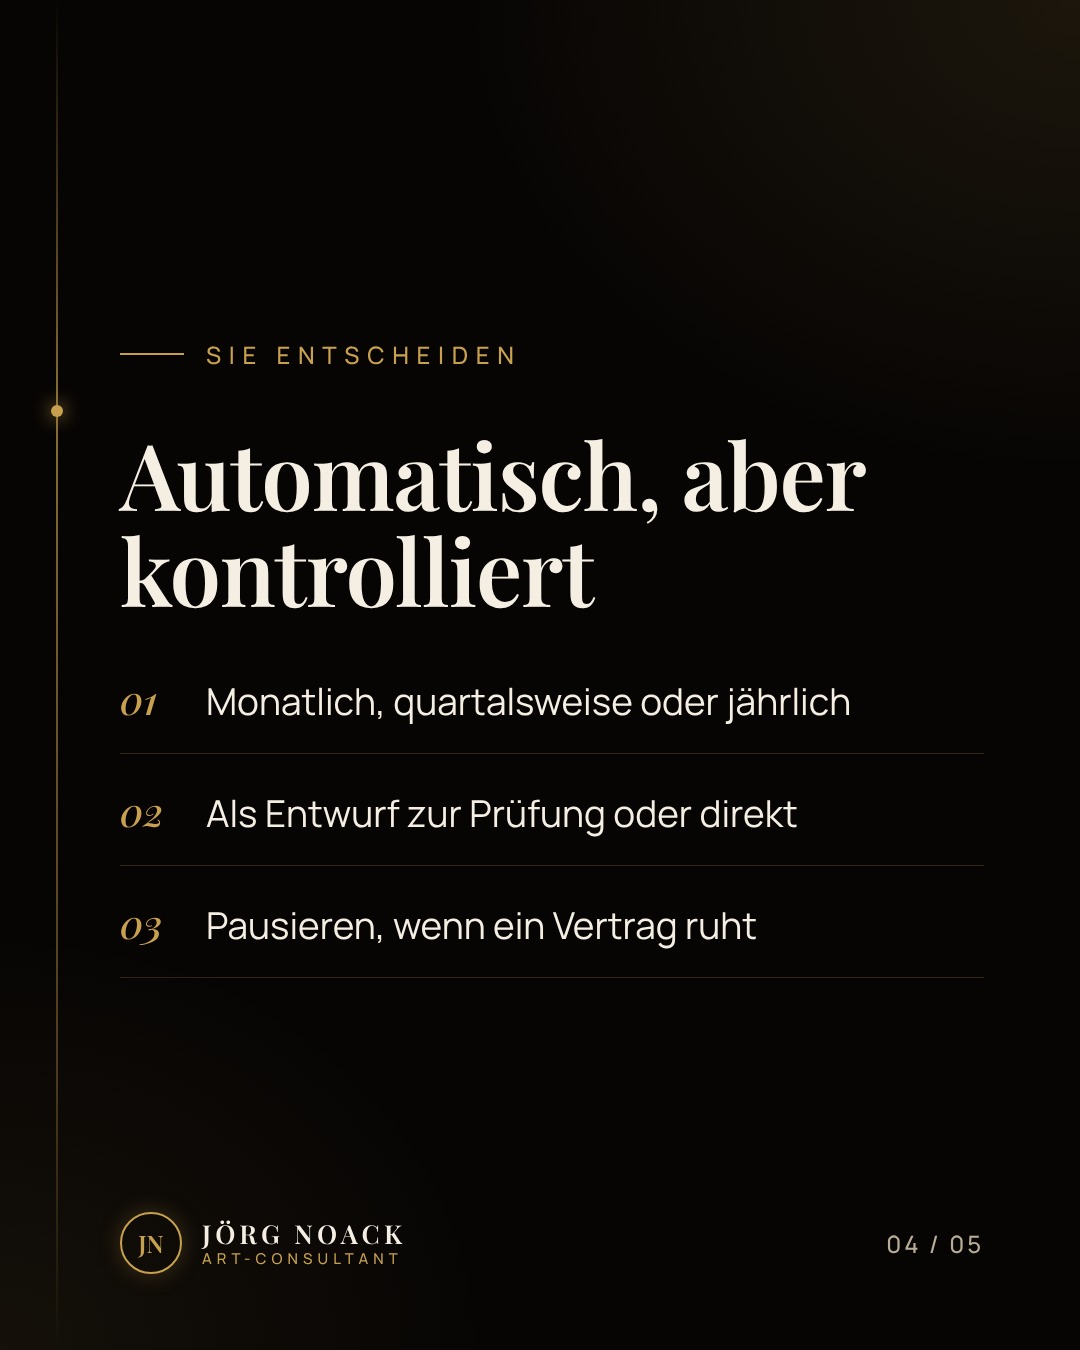 SIE ENTSCHEIDEN
Automatisch, aber
kontrolliert
01 Monatlich, quartalsweise oder jährlich
02 Als Entwurf zur Prüfung oder direkt
03 Pausieren, wenn ein Vertrag ruht
JN
JÖRG NOACK
ART-CONSULTANT
04 / 05